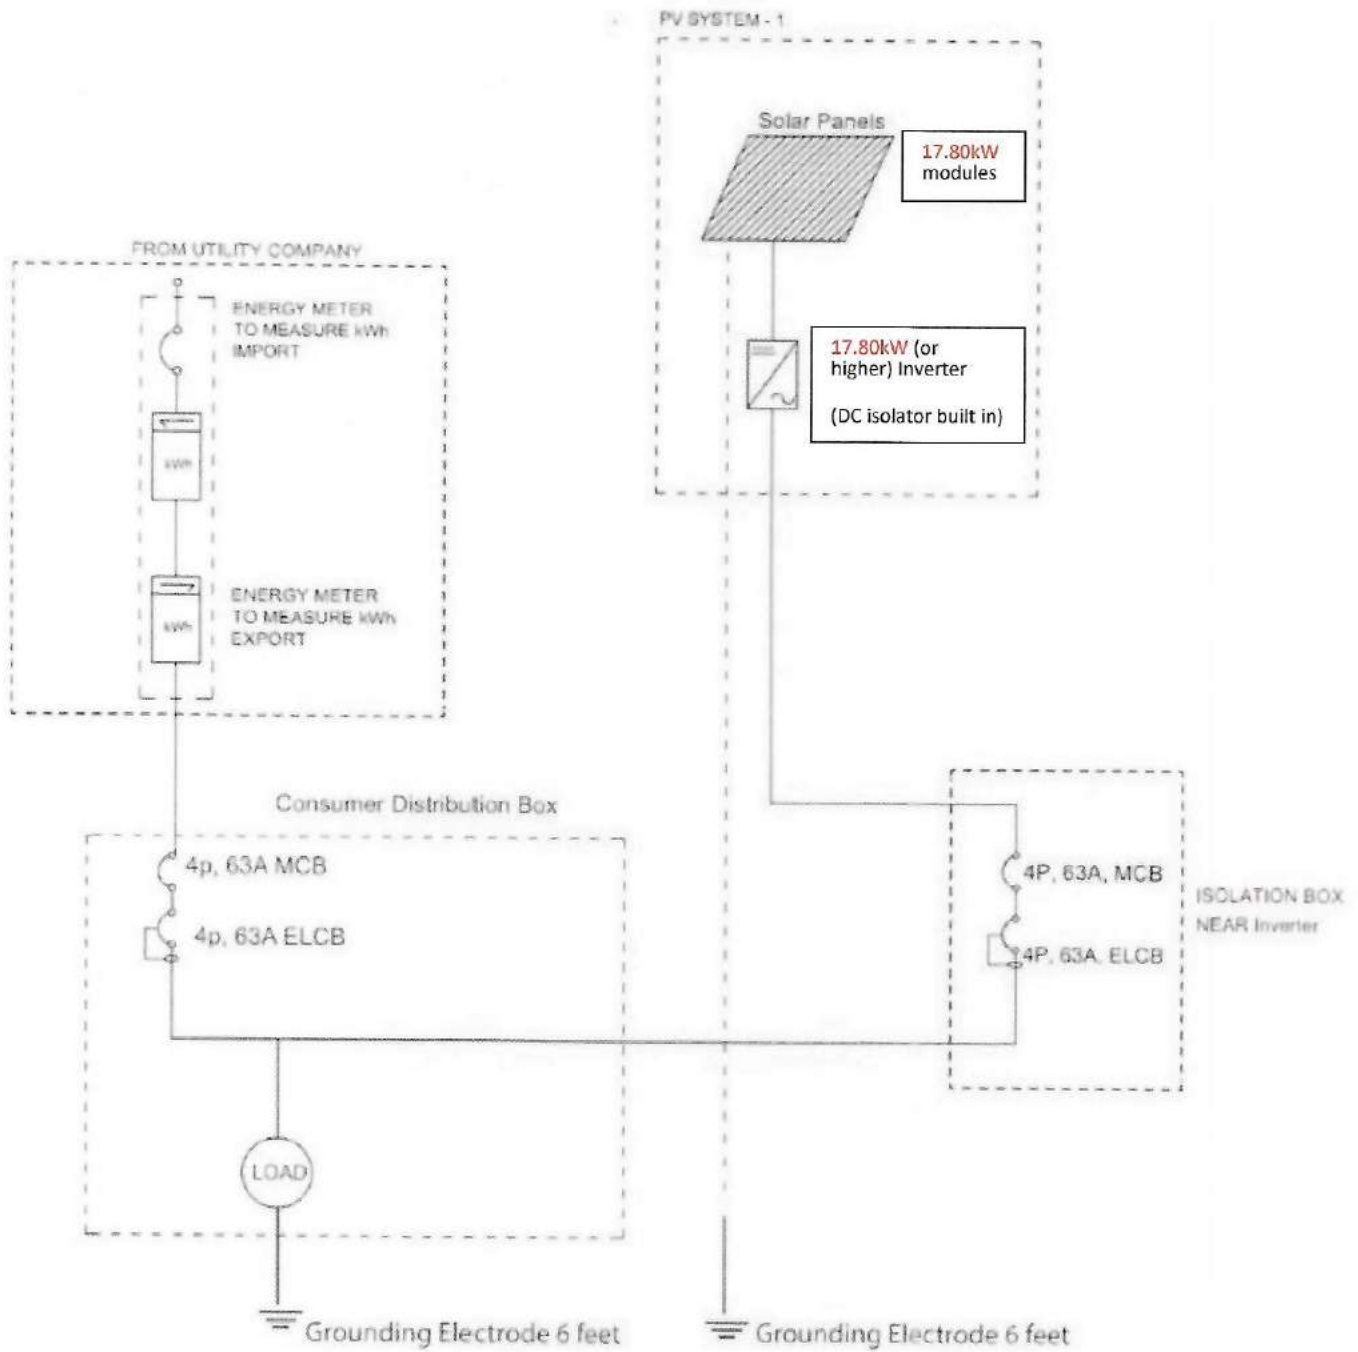 PV SYSTEM - 1
Solar Panels
17.80kW
modules
FROM UTILITY COMPANY
ENERGY METER
TO MEASURE kWh
IMPORT
17.80kW (or
higher) Inverter
(DC isolator built in)
kWh
ENERGY METER
TO MEASURE kWh
EXPORT
kWh
Consumer Distribution Box
4p, 63A MCB
4p, 63A ELCB
4P, 63A, MCB
4P, 63A, ELCB
ISOLATION BOX
NEAR Inverter
LOAD
Grounding Electrode 6 feet
Grounding Electrode 6 feet